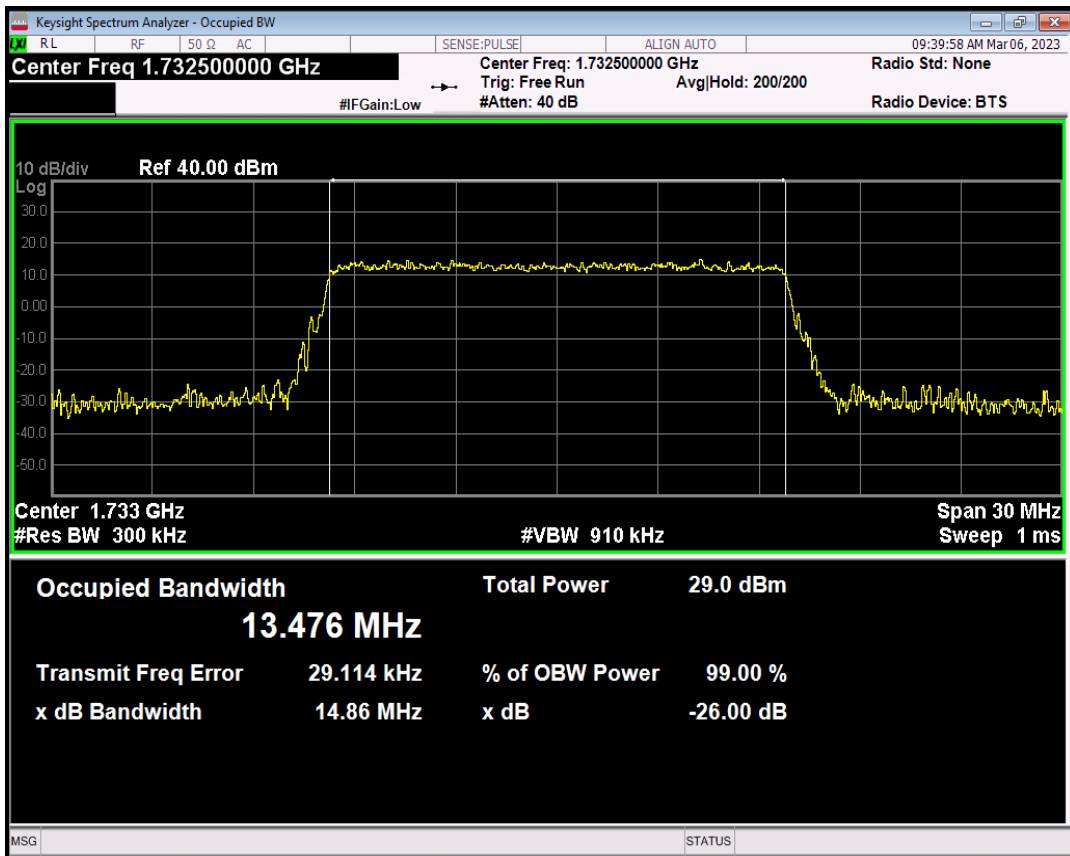 Keysight Spectrum Analyzer - Occupied BW
LXI RL RF 50 Ω AC SENSE:PULSE ALIGN AUTO 09:39:58 AM Mar 06, 2023
Center Freq 1.732500000 GHz Center Freq: 1.732500000 GHz Radio Std: None
Trig: Free Run Avg|Hold: 200/200
#IFGain:Low #Atten: 40 dB Radio Device: BTS
10 dB/div Ref 40.00 dBm
Log
30.0
20.0
10.0
0.00
-10.0
-20.0
-30.0
-40.0
-50.0
Center 1.733 GHz Span 30 MHz
#Res BW 300 kHz #VBW 910 kHz Sweep 1 ms
Occupied Bandwidth Total Power 29.0 dBm
13.476 MHz
Transmit Freq Error 29.114 kHz % of OBW Power 99.00 %
x dB Bandwidth 14.86 MHz x dB -26.00 dB
MSG STATUS